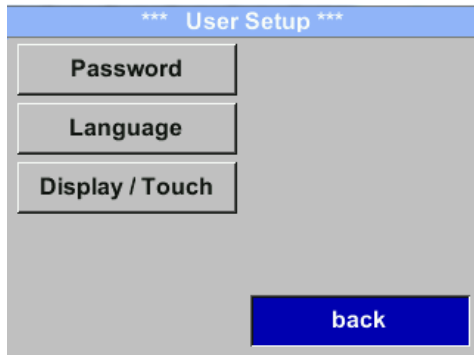 *** User Setup ***
Password
Language
Display / Touch
back